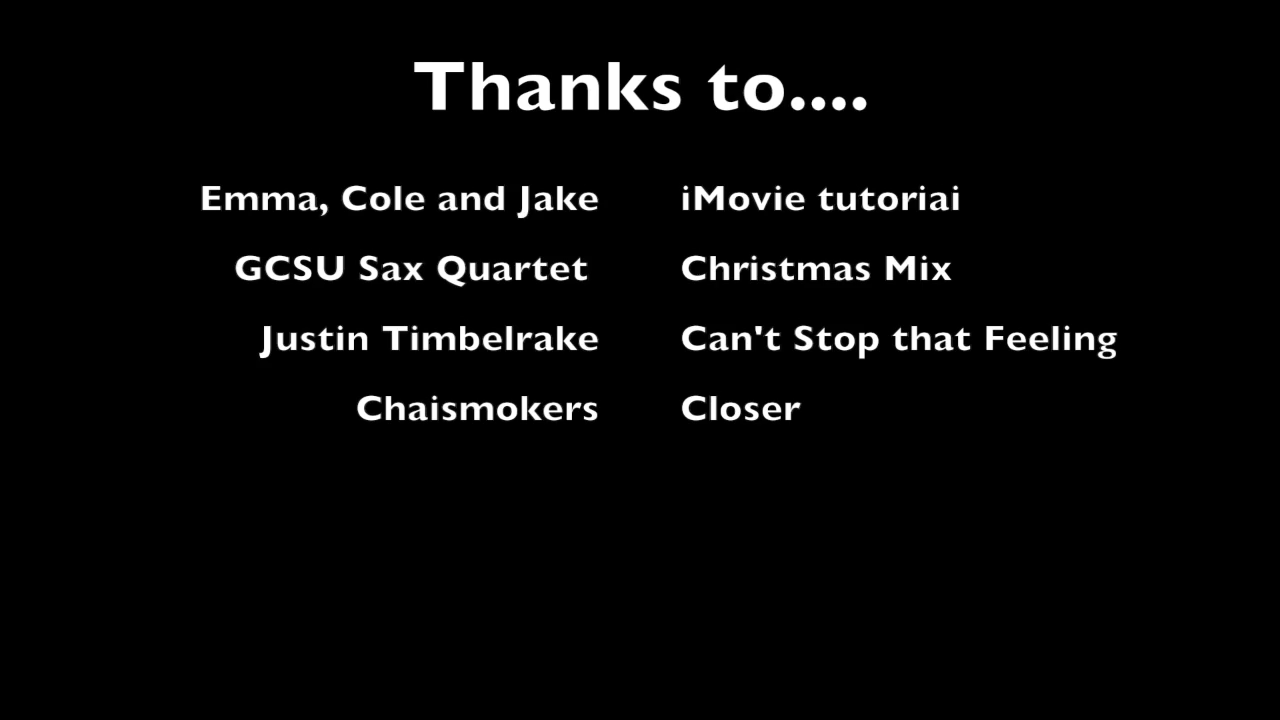 Thanks to....
Emma, Cole and Jake iMovie tutoriai
GCSU Sax Quartet Christmas Mix
Justin Timbelrake Can't Stop that Feeling
Chaismokers Closer